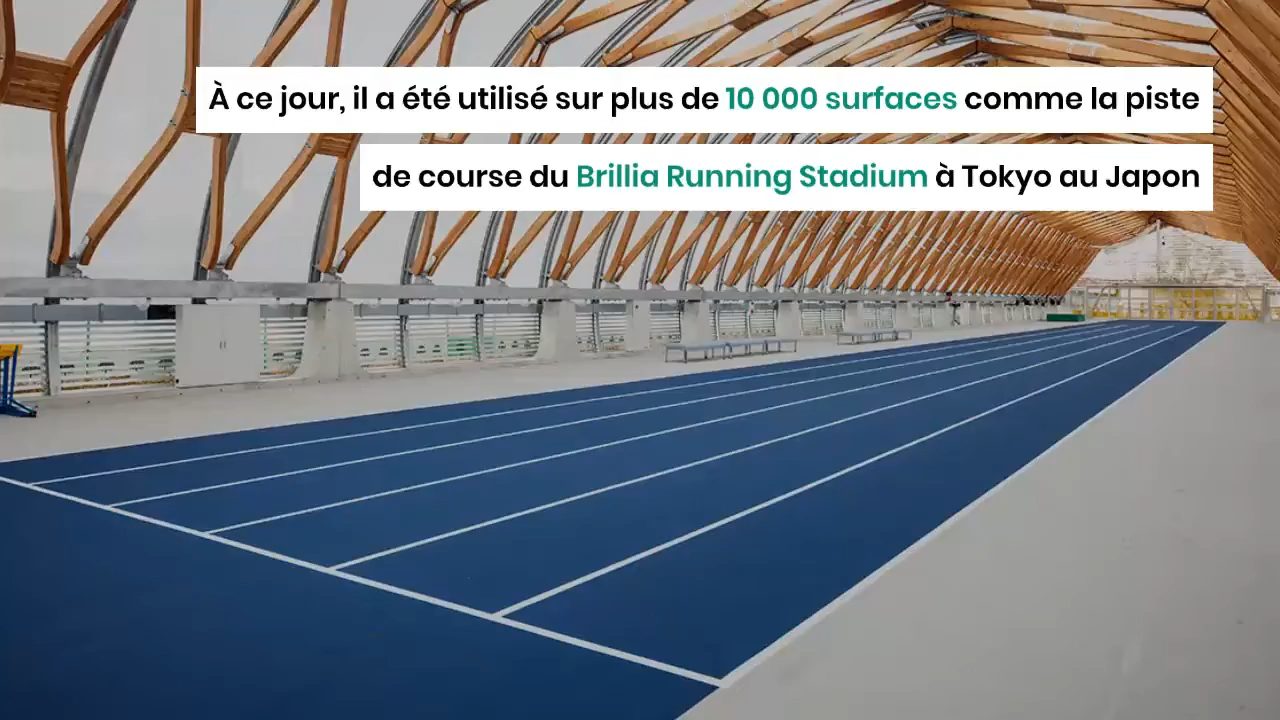 À ce jour, il a été utilisé sur plus de 10 000 surfaces comme la piste
de course du Brillia Running Stadium à Tokyo au Japon